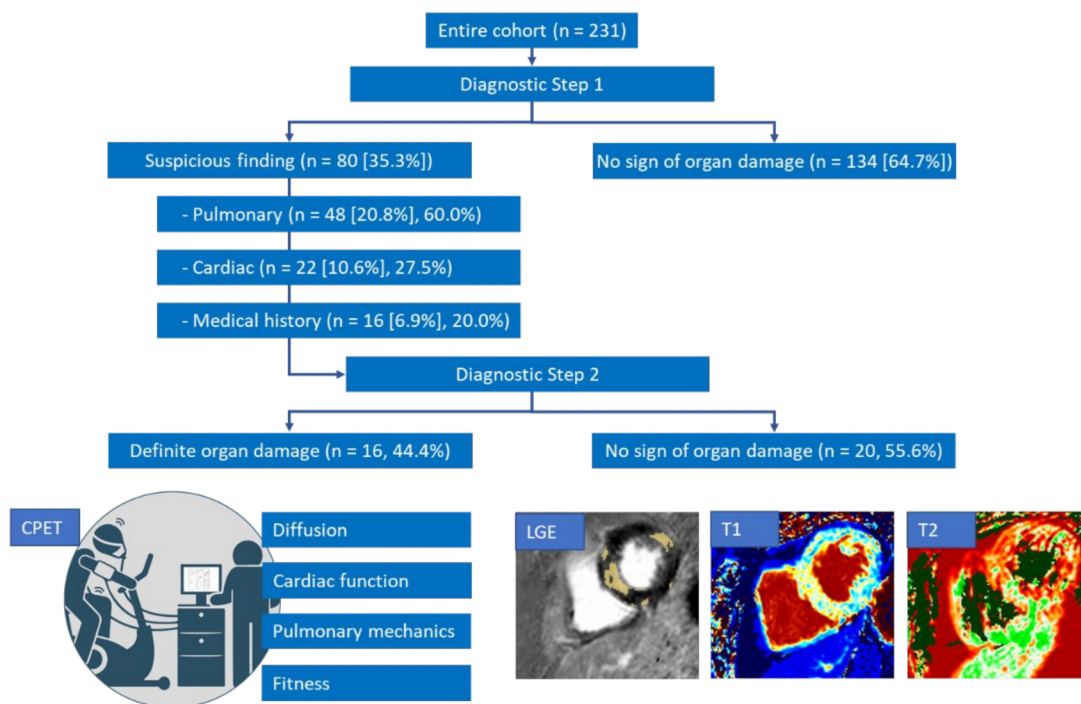 Entire cohort (n = 231)
Diagnostic Step 1
Suspicious finding (n = 80 [35.3%])
No sign of organ damage (n = 134 [64.7%])
- Pulmonary (n = 48 [20.8%], 60.0%)
- Cardiac (n = 22 [10.6%], 27.5%)
- Medical history (n = 16 [6.9%], 20.0%)
Diagnostic Step 2
Definite organ damage (n = 16, 44.4%)
No sign of organ damage (n = 20, 55.6%)
CPET
Diffusion
Cardiac function
Pulmonary mechanics
Fitness
LGE
T1
T2